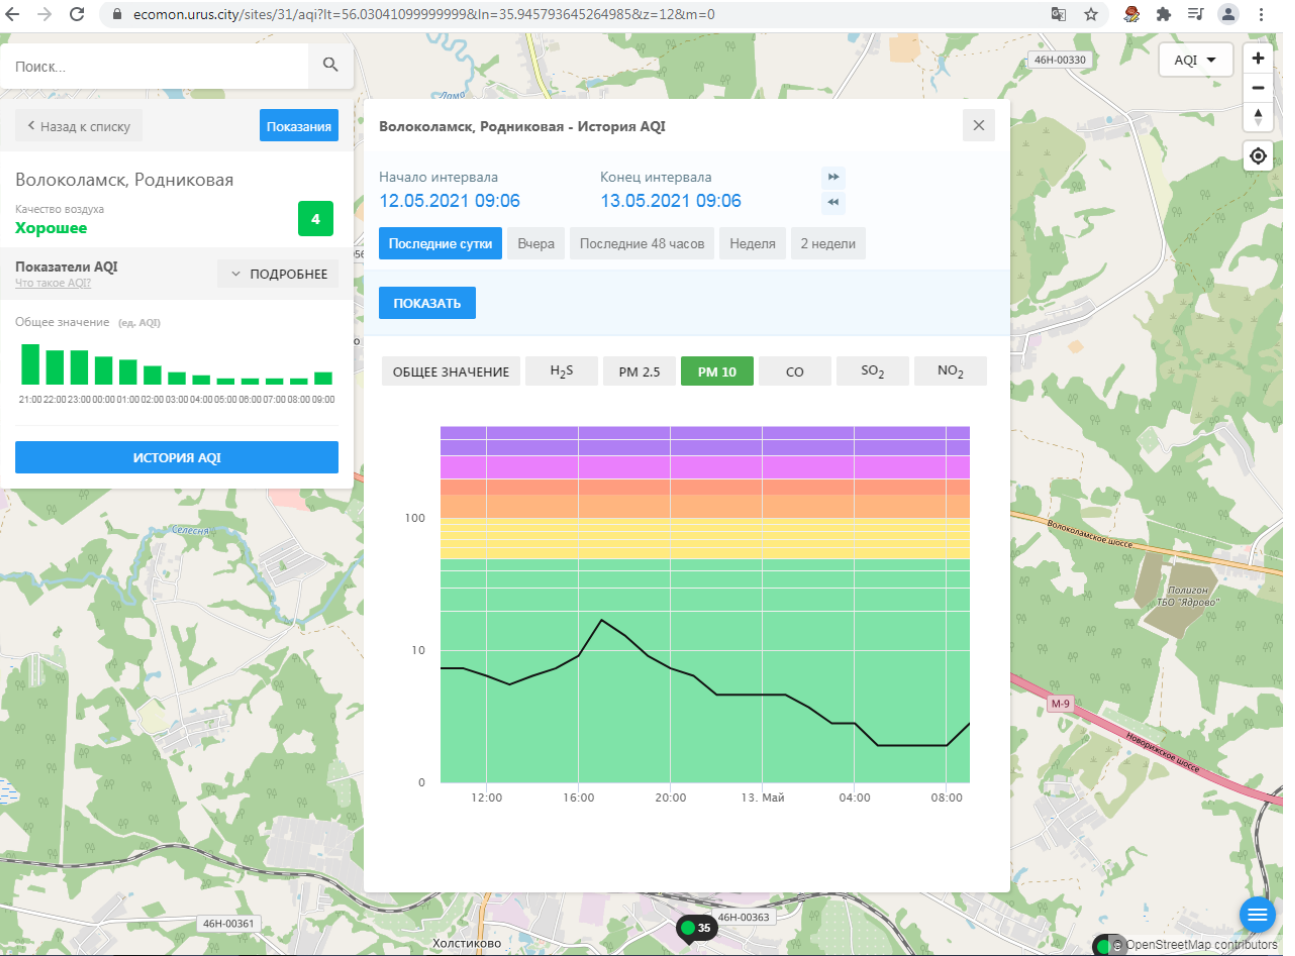 ecomon.urus.city/sites/31/aqi?lt=56.03041099999999&ln=35.945793645264985&z=12&m=0
Поиск...
46Н-00330
AQI
Ламо
Назад к списку
Показания
Волоколамск, Родниковая - История AQI
Волоколамск, Родниковая
Начало интервала
Конец интервала
12.05.2021 09:06
13.05.2021 09:06
Качество воздуха
Хорошее
4
Последние сутки
Вчера
Последние 48 часов
Неделя
2 недели
Показатели AQI
Что такое AQI?
ПОДРОБНЕЕ
ПОКАЗАТЬ
Общее значение (ед. AQI)
21:00 22:00 23:00 00:00 01:00 02:00 03:00 04:00 05:00 06:00 07:00 08:00 09:00
ИСТОРИЯ AQI
ОБЩЕЕ ЗНАЧЕНИЕ
H2S
PM 2.5
PM 10
CO
SO2
NO2
100
10
0
12:00
16:00
20:00
13. Май
04:00
08:00
Селесня
Волоколамское шоссе
Полигон
ТБО "Ядрово"
М-9
Новорижское шоссе
46Н-00361
46Н-00363
35
Холстиково
© OpenStreetMap contributors